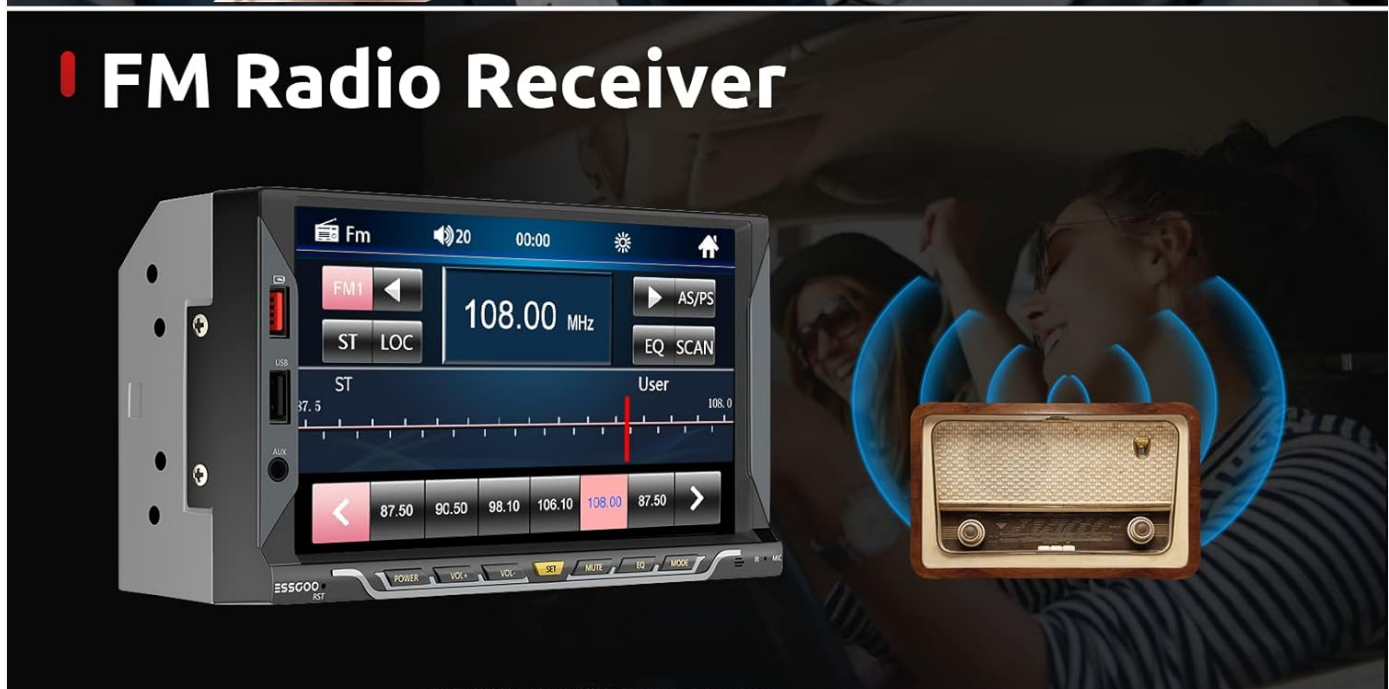 FM Radio Receiver
Fm 20 00:00
FM1 108.00 MHz AS/PS
ST LOC EQ SCAN
ST User
87.5 108.0
87.50 90.50 98.10 106.10 108.00 87.50
USB
AUX
POWER VOL+ VOL- SET MUTE EQ MODE IR MIC
ESSGOO
RST